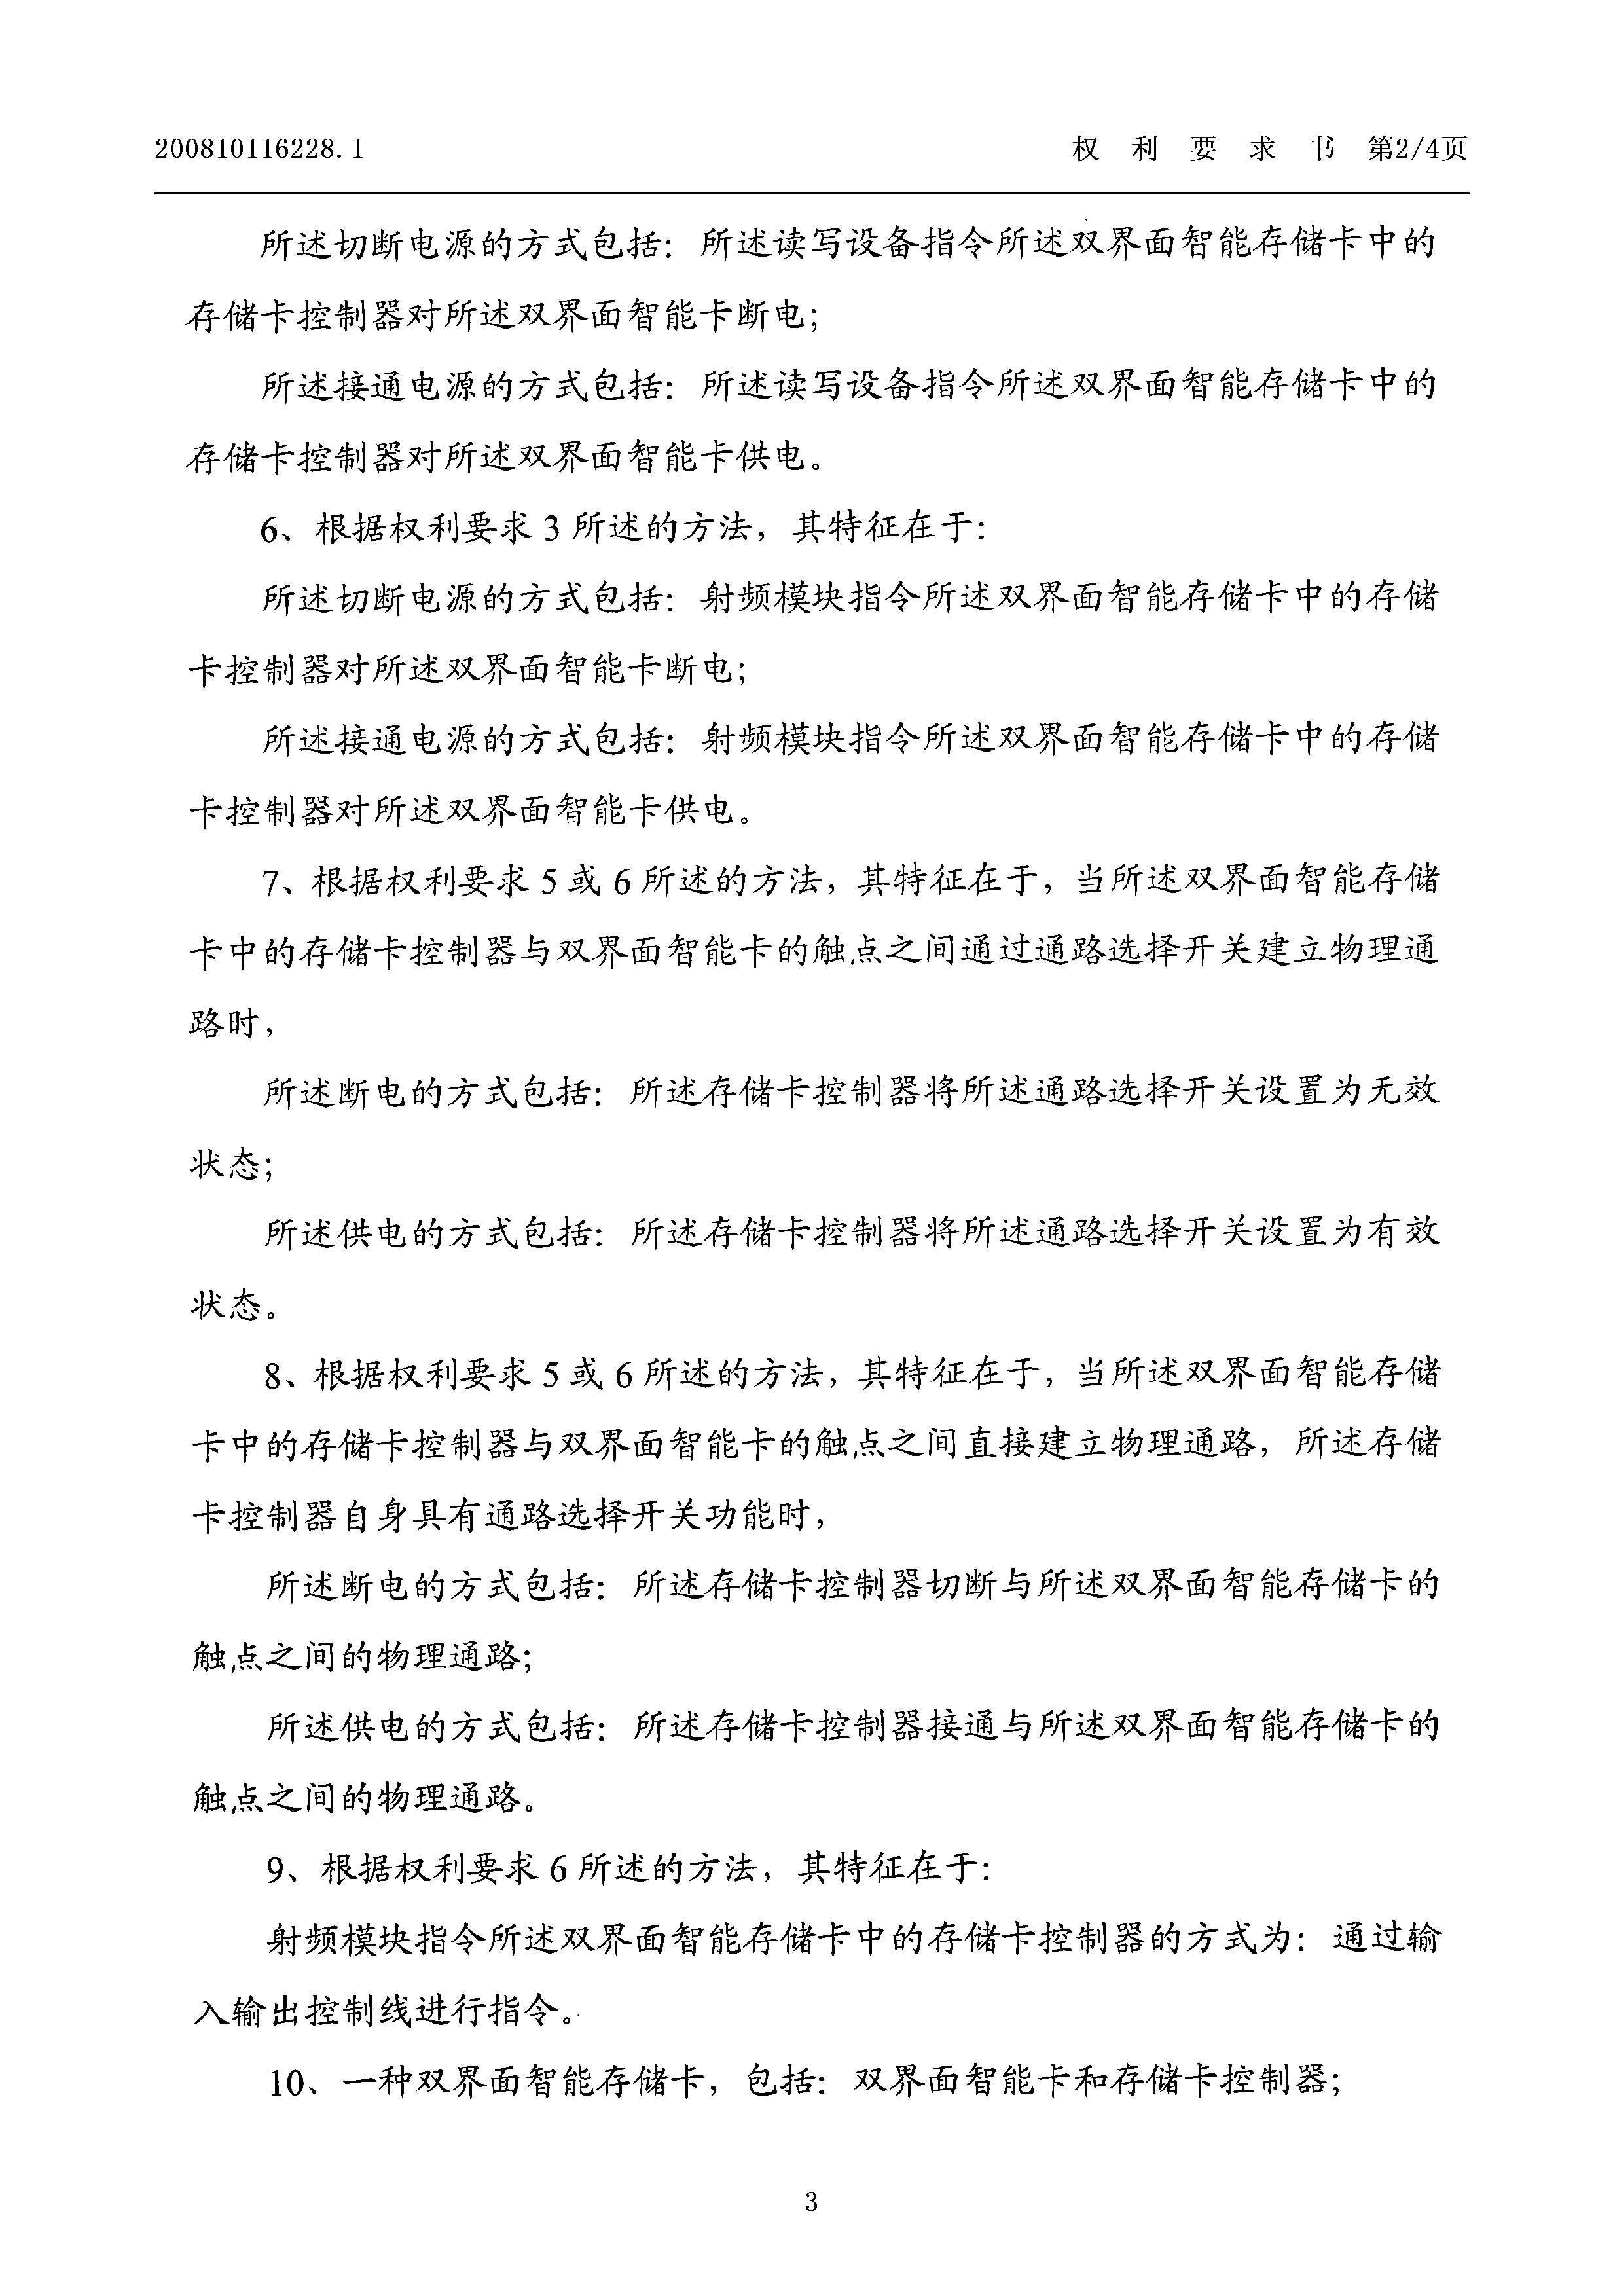 200810116228.1 权 利 要 求 书 第2/4页
所述切断电源的方式包括：所述读写设备指令所述双界面智能存储卡中的
存储卡控制器对所述双界面智能卡断电；
所述接通电源的方式包括：所述读写设备指令所述双界面智能存储卡中的
存储卡控制器对所述双界面智能卡供电。
6、根据权利要求 3 所述的方法，其特征在于：
所述切断电源的方式包括：射频模块指令所述双界面智能存储卡中的存储
卡控制器对所述双界面智能卡断电；
所述接通电源的方式包括：射频模块指令所述双界面智能存储卡中的存储
卡控制器对所述双界面智能卡供电。
7、根据权利要求 5 或 6 所述的方法，其特征在于，当所述双界面智能存储
卡中的存储卡控制器与双界面智能卡的触点之间通过通路选择开关建立物理通
路时，
所述断电的方式包括：所述存储卡控制器将所述通路选择开关设置为无效
状态；
所述供电的方式包括：所述存储卡控制器将所述通路选择开关设置为有效
状态。
8、根据权利要求 5 或 6 所述的方法，其特征在于，当所述双界面智能存储
卡中的存储卡控制器与双界面智能卡的触点之间直接建立物理通路，所述存储
卡控制器自身具有通路选择开关功能时，
所述断电的方式包括：所述存储卡控制器切断与所述双界面智能存储卡的
触点之间的物理通路；
所述供电的方式包括：所述存储卡控制器接通与所述双界面智能存储卡的
触点之间的物理通路。
9、根据权利要求 6 所述的方法，其特征在于：
射频模块指令所述双界面智能存储卡中的存储卡控制器的方式为：通过输
入输出控制线进行指令。
10、一种双界面智能存储卡，包括：双界面智能卡和存储卡控制器；
3